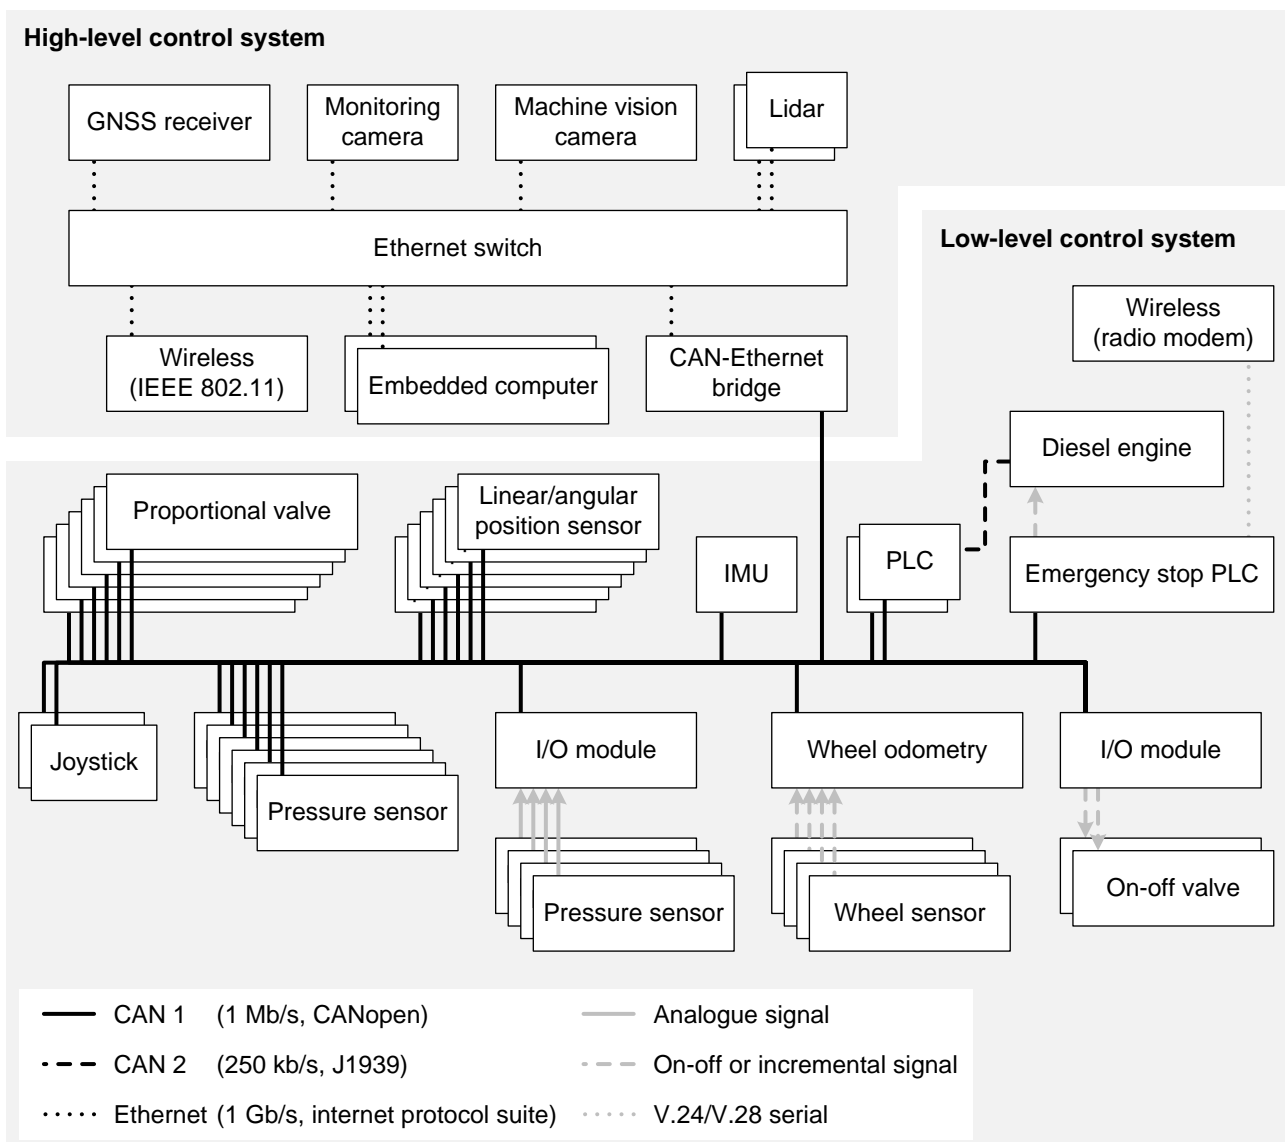 High-level control system
GNSS receiver
Monitoring
camera
Machine vision
camera
Lidar
Ethernet switch
Low-level control system
Wireless
(IEEE 802.11)
Embedded computer
CAN-Ethernet
bridge
Wireless
(radio modem)
Diesel engine
Proportional valve
Linear/angular
position sensor
IMU
PLC
Emergency stop PLC
Joystick
Pressure sensor
I/O module
Wheel odometry
I/O module
Pressure sensor
Wheel sensor
On-off valve
CAN 1 (1 Mb/s, CANopen)
CAN 2 (250 kb/s, J1939)
Ethernet (1 Gb/s, internet protocol suite)
Analogue signal
On-off or incremental signal
V.24/V.28 serial